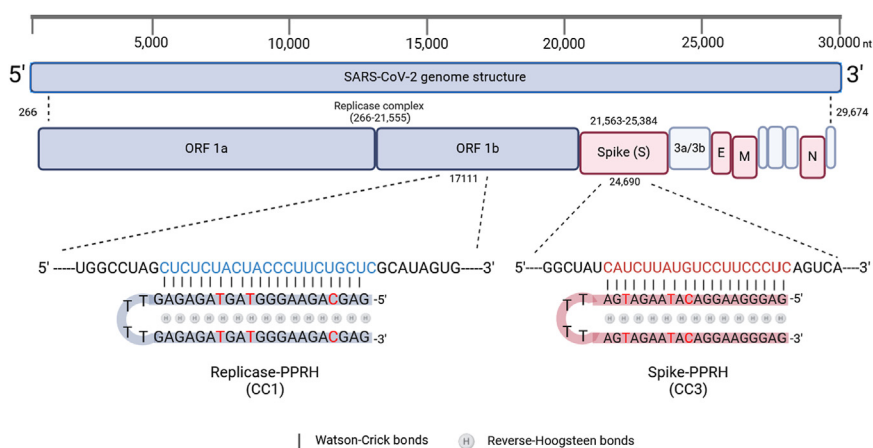 5,000 10,000 15,000 20,000 25,000 30,000 nt
5' SARS-CoV-2 genome structure 3'
266 Replicase complex 29,674
(266-21,555) 21,563-25,384
ORF 1a ORF 1b Spike (S) 3a/3b E M N
17111 24,690
5' -----UGGCCUAGCUCUCUACUACCCUUCUGCUCGCAUAGUG----3' 5'----GGCUAUCAUCUUAUGUCCUUCCCUCAGUCA----3'
T T GAGAGATGATGGGAAGACGAG -5' T T AGTAGAATACAGGAAGGGAG -5'
H H H H H H H H H H H H H H H H H H H H H H H H H
T T GAGAGATGATGGGAAGACGAG -3' T T AGTAGAATACAGGAAGGGAG -3'
Replicase-PPRH Spike-PPRH
(CC1) (CC3)
Watson-Crick bonds H Reverse-Hoogsteen bonds